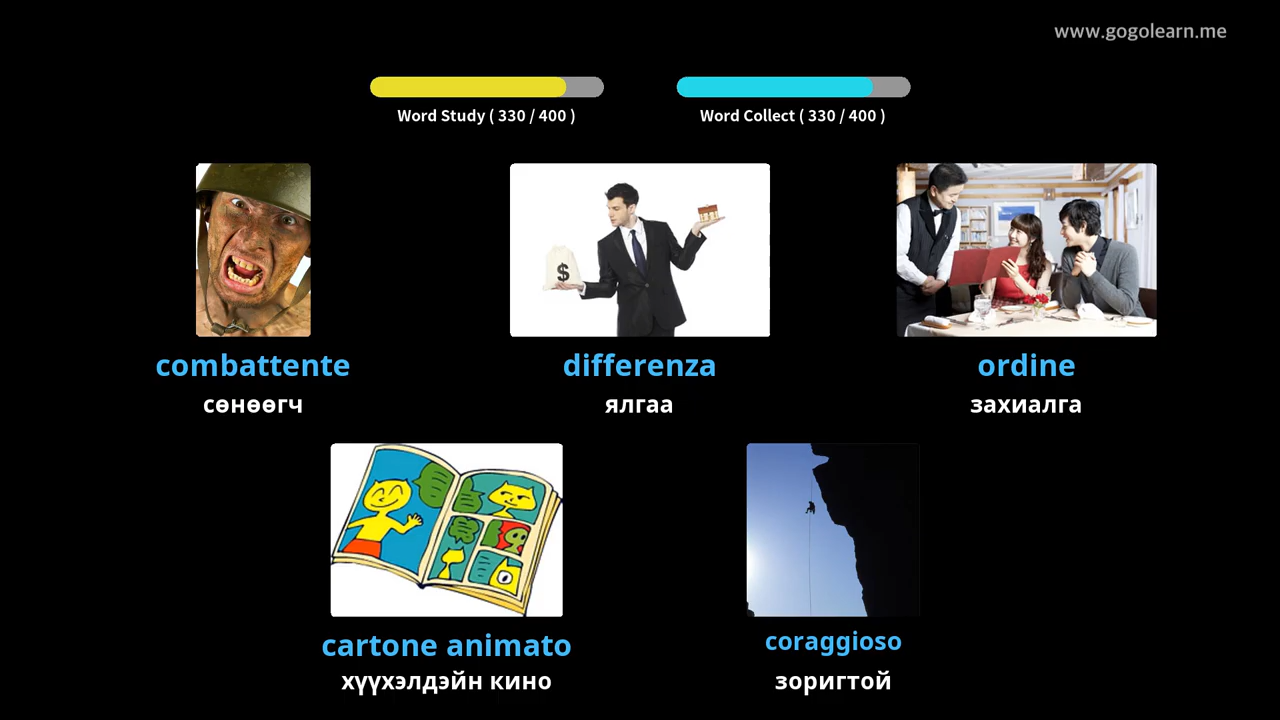 www.gogolearn.me
Word Study ( 330 / 400 )
Word Collect ( 330 / 400 )
$
combattente
differenza
ordine
сөнөөгч
ялгаа
захиалга
cartone animato
coraggioso
хүүхэлдэйн кино
зоригтой